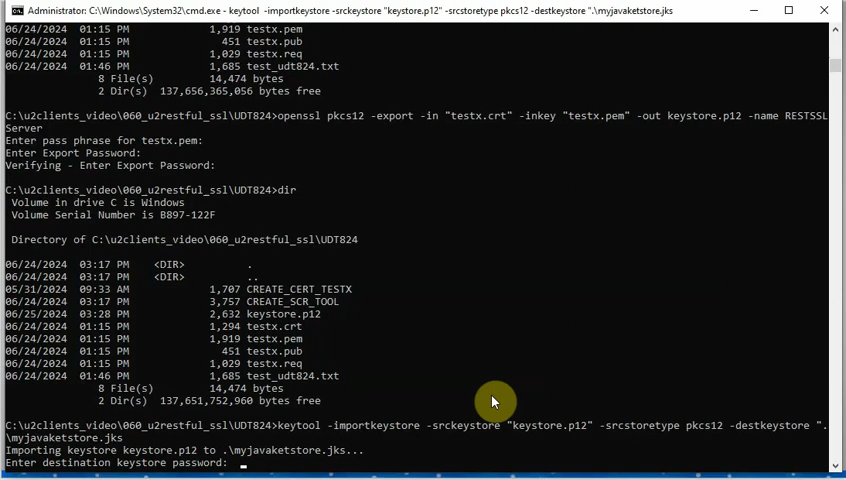 Administrator: C:\Windows\System32\cmd.exe - keytool -importkeystore -srckeystore "keystore.p12" -srcstoretype pkcs12 -destkeystore ".\myjavaketstore.jks
06/24/2024  01:15 PM             1,919 testx.pem
06/24/2024  01:15 PM               451 testx.pub
06/24/2024  01:15 PM             1,029 testx.req
06/24/2024  01:46 PM             1,685 test_udt824.txt
               8 File(s)         14,474 bytes
               2 Dir(s)  137,656,365,056 bytes free
C:\u2clients_video\060_u2restful_ssl\UDT824>openssl pkcs12 -export -in "testx.crt" -inkey "testx.pem" -out keystore.p12 -name RESTSSL
Server
Enter pass phrase for testx.pem:
Enter Export Password:
Verifying - Enter Export Password:
C:\u2clients_video\060_u2restful_ssl\UDT824>dir
 Volume in drive C is Windows
 Volume Serial Number is B897-122F
 Directory of C:\u2clients_video\060_u2restful_ssl\UDT824
06/24/2024  03:17 PM    <DIR>          .
06/24/2024  03:17 PM    <DIR>          ..
05/31/2024  09:33 AM             1,707 CREATE_CERT_TESTX
06/24/2024  03:17 PM             3,757 CREATE_SCR_TOOL
06/25/2024  03:28 PM             2,632 keystore.p12
06/24/2024  01:15 PM             1,294 testx.crt
06/24/2024  01:15 PM             1,919 testx.pem
06/24/2024  01:15 PM               451 testx.pub
06/24/2024  01:15 PM             1,029 testx.req
06/24/2024  01:46 PM             1,685 test_udt824.txt
               8 File(s)         14,474 bytes
               2 Dir(s)  137,651,752,960 bytes free
C:\u2clients_video\060_u2restful_ssl\UDT824>keytool -importkeystore -srckeystore "keystore.p12" -srcstoretype pkcs12 -destkeystore ".
\myjavaketstore.jks
Importing keystore keystore.p12 to .\myjavaketstore.jks...
Enter destination keystore password: